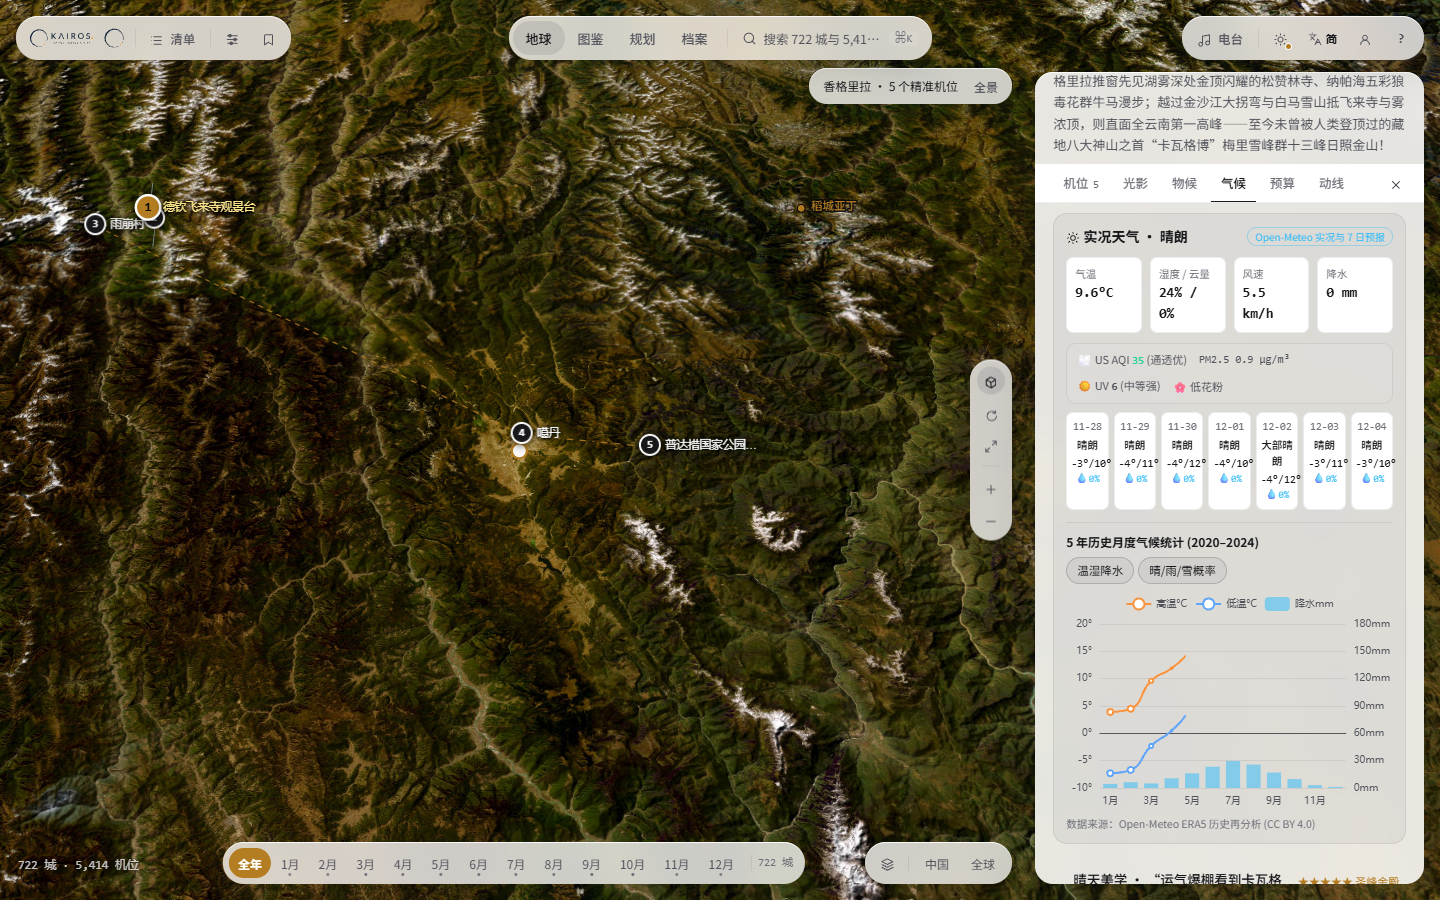 KAIROS
清单
地球
图鉴
规划
档案
搜索 722 城与 5,41…
⌘K
电台
简
?
香格里拉 • 5 个精准机位
全景
格里拉推窗先见湖雾深处金顶闪耀的松赞林寺、纳帕海五彩狼
毒花群牛马漫步；越过金沙江大拐弯与白马雪山抵飞来寺与雾
浓顶，则直面全云南第一高峰——至今未曾被人类登顶过的藏
地八大神山之首“卡瓦格博”梅里雪峰群十三峰日照金山！
机位 5
光影
物候
气候
预算
动线
1
德钦飞来寺观景台
3
雨崩村
稻城亚丁
4
噶丹
5
普达措国家公园…
实况天气 • 晴朗
Open-Meteo 实况与 7 日预报
气温
9.6°C
湿度 / 云量
24% /
0%
风速
5.5
km/h
降水
0 mm
US AQI 35 (通透优)
PM2.5 0.9 μg/m³
UV 6 (中等强)
低花粉
11-28
晴朗
-3°/10°
0%
11-29
晴朗
-4°/11°
0%
11-30
晴朗
-4°/12°
0%
12-01
晴朗
-4°/10°
0%
12-02
大部晴
朗
-4°/12°
0%
12-03
晴朗
-3°/11°
0%
12-04
晴朗
-3°/10°
0%
5 年历史月度气候统计 (2020–2024)
温湿降水
晴/雨/雪概率
高温°C
低温°C
降水mm
20°
180mm
15°
150mm
10°
120mm
5°
90mm
0°
60mm
-5°
30mm
-10°
0mm
1月
3月
5月
7月
9月
11月
数据来源：Open-Meteo ERA5 历史再分析 (CC BY 4.0)
晴天美学 • “运气爆棚看到卡瓦格
★★★★★ 圣峰金殿
722 城 · 5,414 机位
全年
1月
2月
3月
4月
5月
6月
7月
8月
9月
10月
11月
12月
722 城
中国
全球